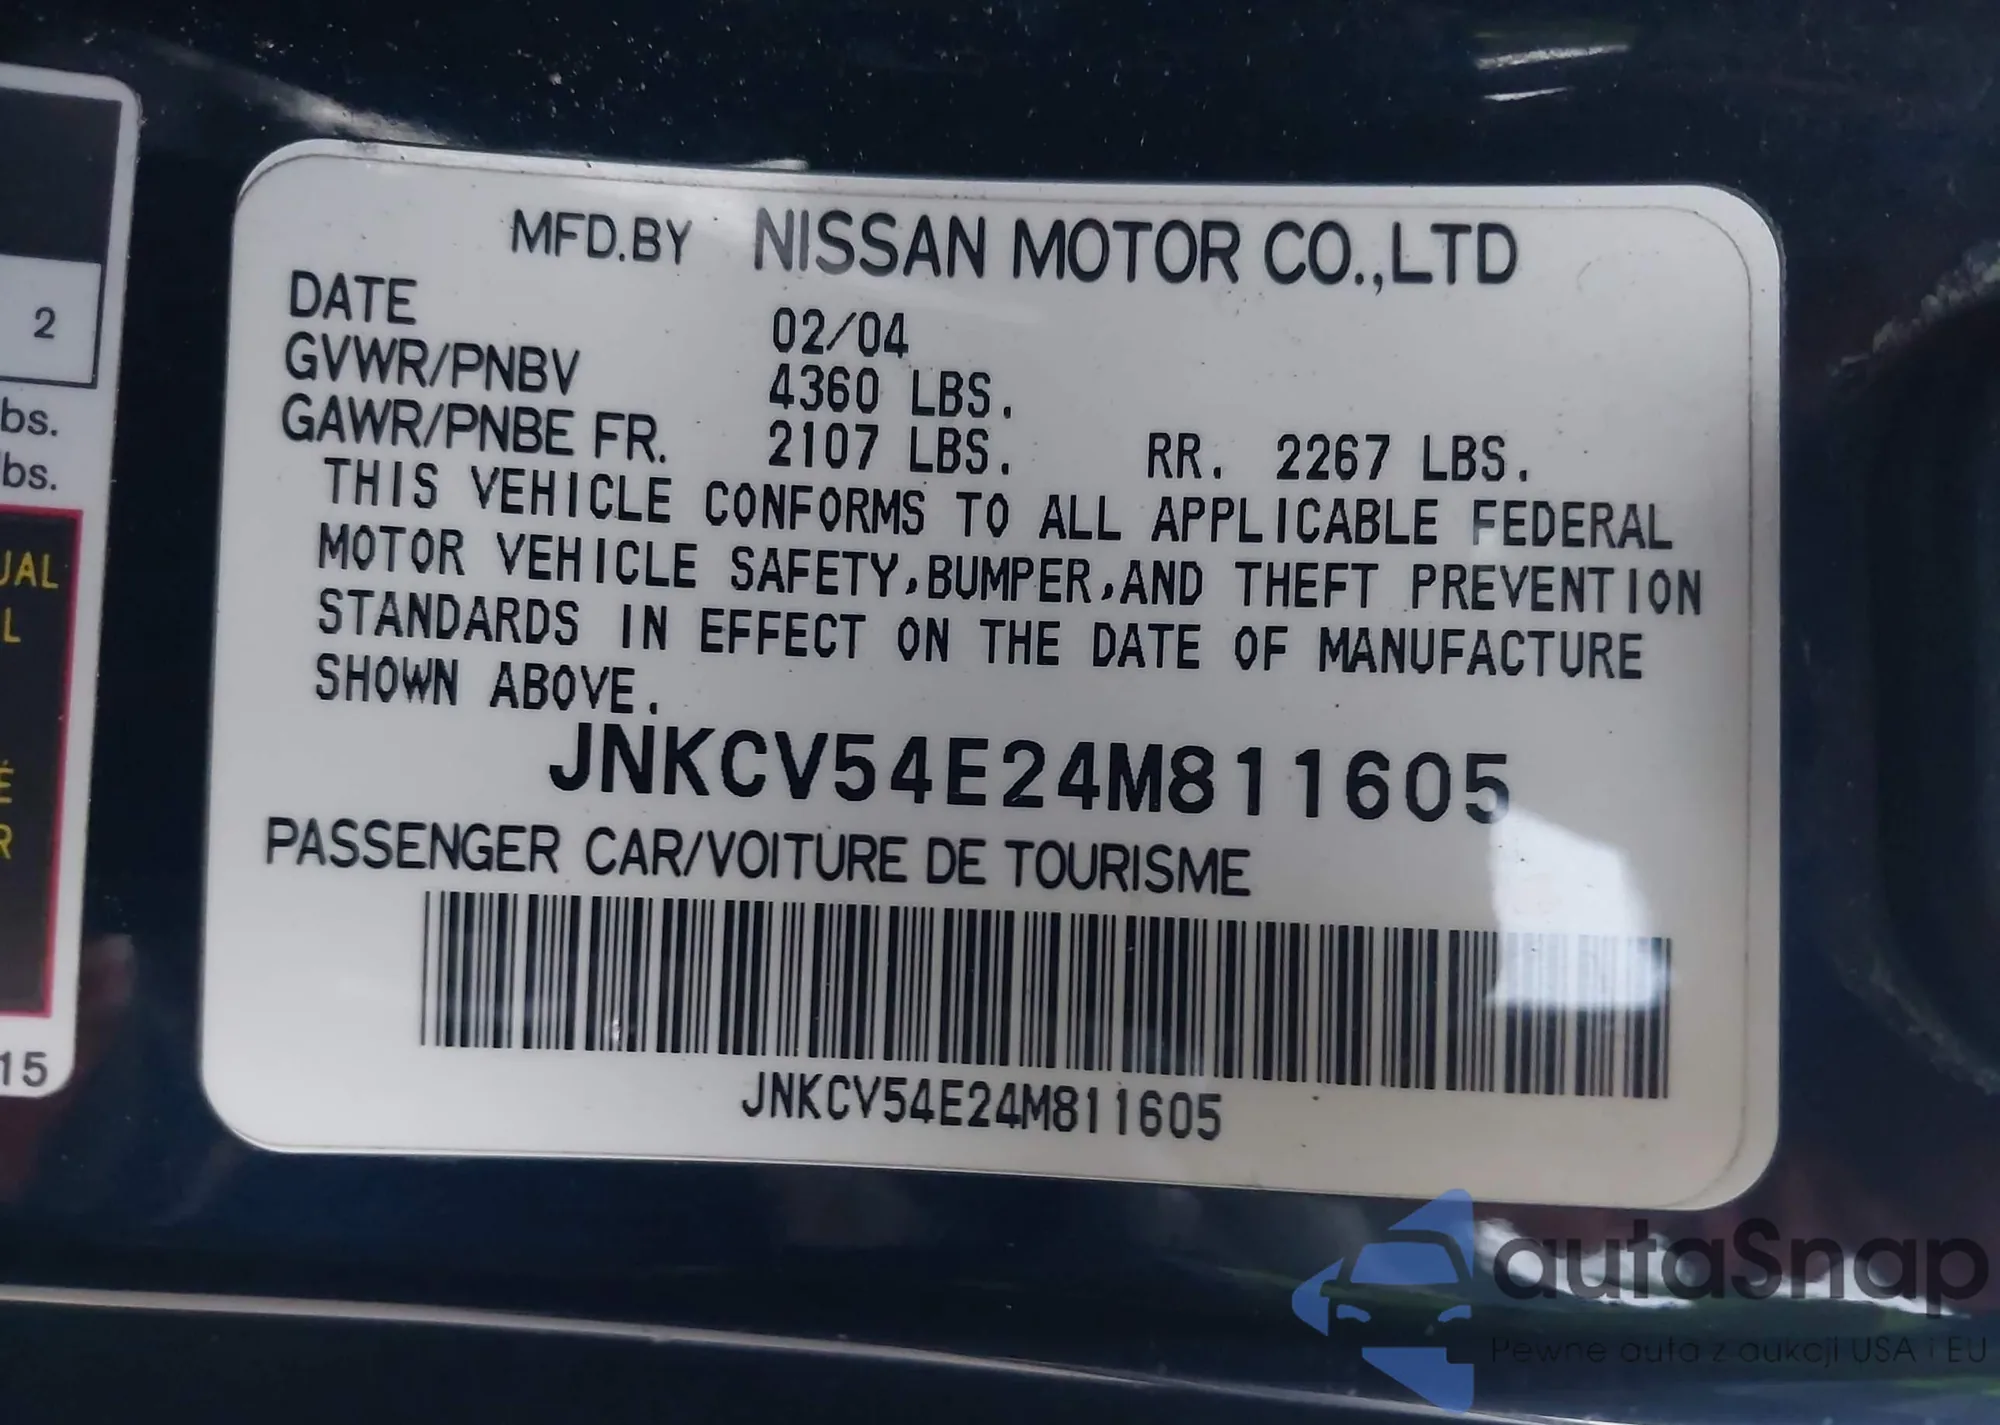 MFD.BY NISSAN MOTOR CO.,LTD
DATE 02/04
GVWR/PNBV 4360 LBS.
GAWR/PNBE FR. 2107 LBS. RR. 2267 LBS.
THIS VEHICLE CONFORMS TO ALL APPLICABLE FEDERAL
MOTOR VEHICLE SAFETY,BUMPER,AND THEFT PREVENTION
STANDARDS IN EFFECT ON THE DATE OF MANUFACTURE
SHOWN ABOVE.
JNKCV54E24M811605
PASSENGER CAR/VOITURE DE TOURISME
JNKCV54E24M811605
2
bs.
bs.
UAL
L
É
R
15
autaSnap
Pewne auta z aukcji USA i EU